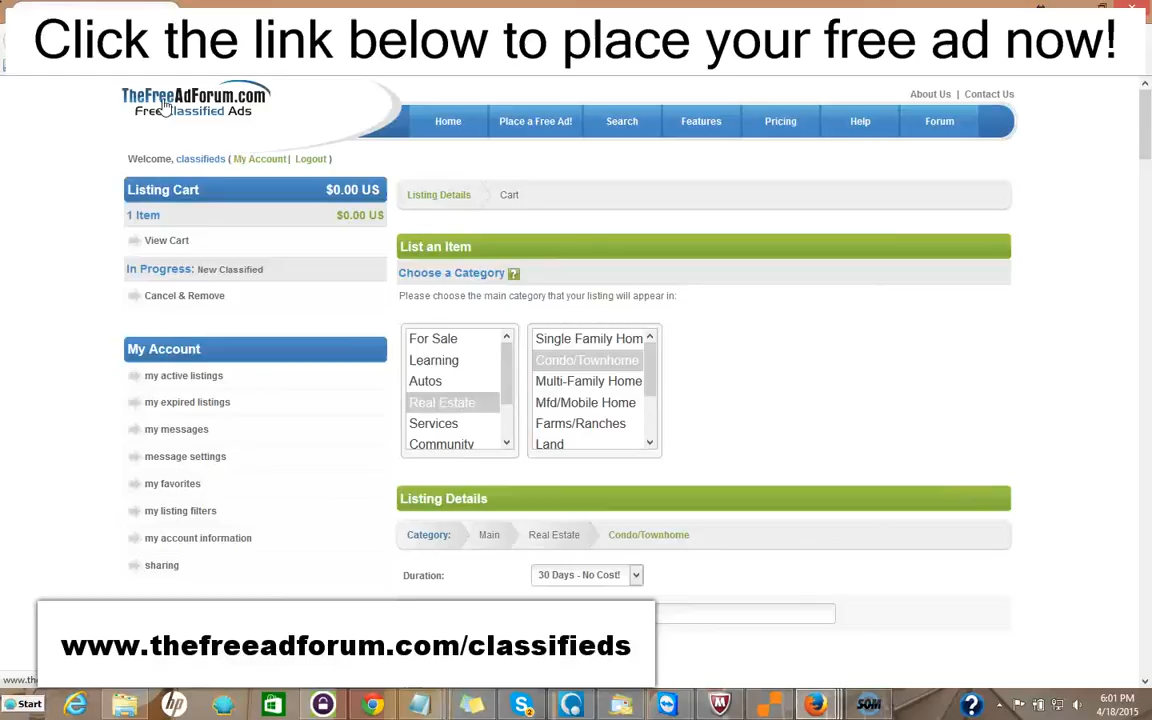 Click the link below to place your free ad now!
TheFreeAdForum.com
Free Classified Ads
About Us | Contact Us
Home Place a Free Ad! Search Features Pricing Help Forum
Welcome, classifieds ( My Account | Logout )
Listing Cart $0.00 US
1 Item $0.00 US
View Cart
In Progress: New Classified
Cancel & Remove
My Account
my active listings
my expired listings
my messages
message settings
my favorites
my listing filters
my account information
sharing
Listing Details Cart
List an Item
Choose a Category ?
Please choose the main category that your listing will appear in:
For Sale
Learning
Autos
Real Estate
Services
Community
Single Family Hom
Condo/Townhome
Multi-Family Home
Mfd/Mobile Home
Farms/Ranches
Land
Listing Details
Category: Main Real Estate Condo/Townhome
Duration: 30 Days - No Cost!
www.thefreeadforum.com/classifieds
www.th
Start
6:01 PM
4/18/2015